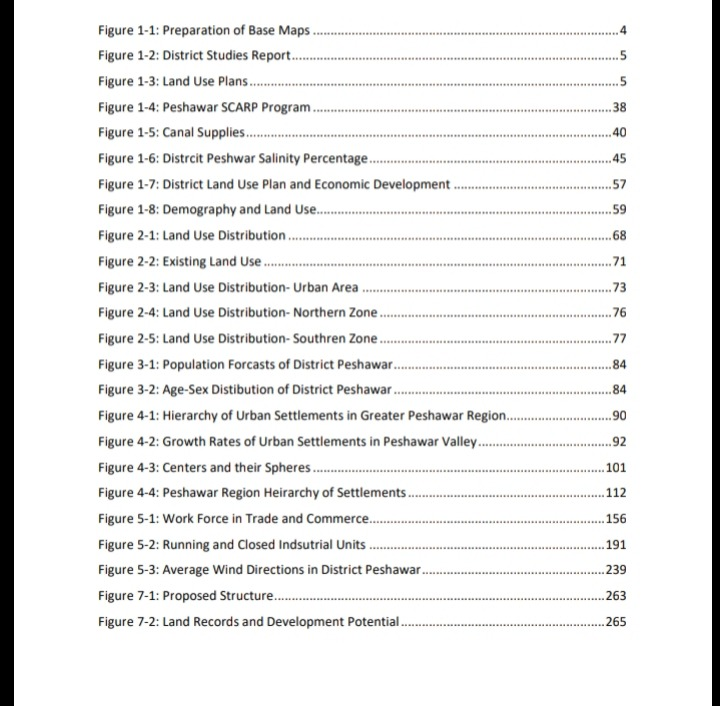 Figure 1-1: Preparation of Base Maps ........................................ 4
Figure 1-2: District Studies Report ........................................ 5
Figure 1-3: Land Use Plans ........................................ 5
Figure 1-4: Peshawar SCARP Program ........................................ 38
Figure 1-5: Canal Supplies ........................................ 40
Figure 1-6: Distrcit Peshwar Salinity Percentage ........................................ 45
Figure 1-7: District Land Use Plan and Economic Development ........................................ 57
Figure 1-8: Demography and Land Use ........................................ 59
Figure 2-1: Land Use Distribution ........................................ 68
Figure 2-2: Existing Land Use ........................................ 71
Figure 2-3: Land Use Distribution- Urban Area ........................................ 73
Figure 2-4: Land Use Distribution- Northern Zone ........................................ 76
Figure 2-5: Land Use Distribution- Southren Zone ........................................ 77
Figure 3-1: Population Forcasts of District Peshawar ........................................ 84
Figure 3-2: Age-Sex Distibution of District Peshawar ........................................ 84
Figure 4-1: Hierarchy of Urban Settlements in Greater Peshawar Region ........................................ 90
Figure 4-2: Growth Rates of Urban Settlements in Peshawar Valley ........................................ 92
Figure 4-3: Centers and their Spheres ........................................ 101
Figure 4-4: Peshawar Region Heirarchy of Settlements ........................................ 112
Figure 5-1: Work Force in Trade and Commerce ........................................ 156
Figure 5-2: Running and Closed Indsutrial Units ........................................ 191
Figure 5-3: Average Wind Directions in District Peshawar ........................................ 239
Figure 7-1: Proposed Structure ........................................ 263
Figure 7-2: Land Records and Development Potential ........................................ 265